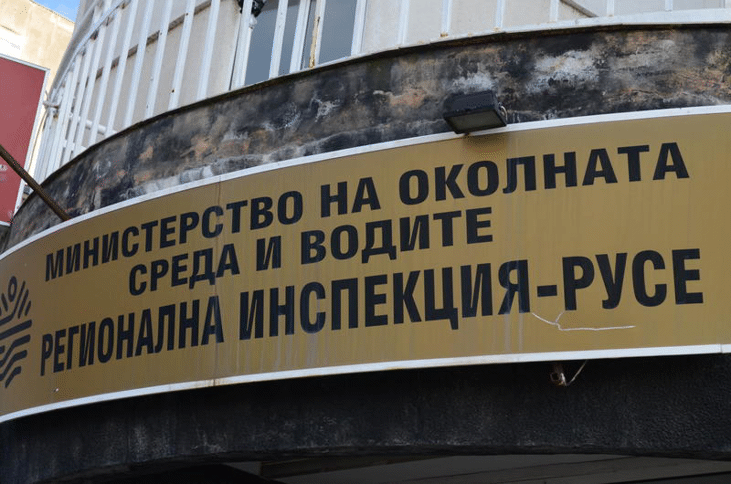 МИНИСТЕРСТВО НА ОКОЛНАТА
СРЕДА И ВОДИТЕ
РЕГИОНАЛНА ИНСПЕКЦИЯ-РУСЕ